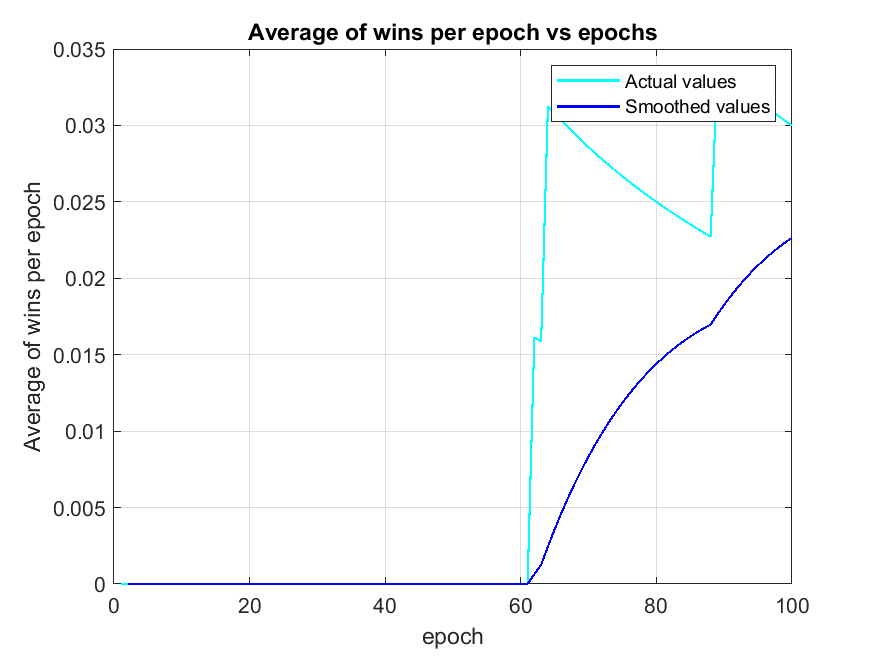 Average of wins per epoch vs epochs
0.035
Actual values
Smoothed values
0.03
0.025
0.02
0.015
0.01
0.005
0
Average of wins per epoch
0
20
40
60
80
100
epoch